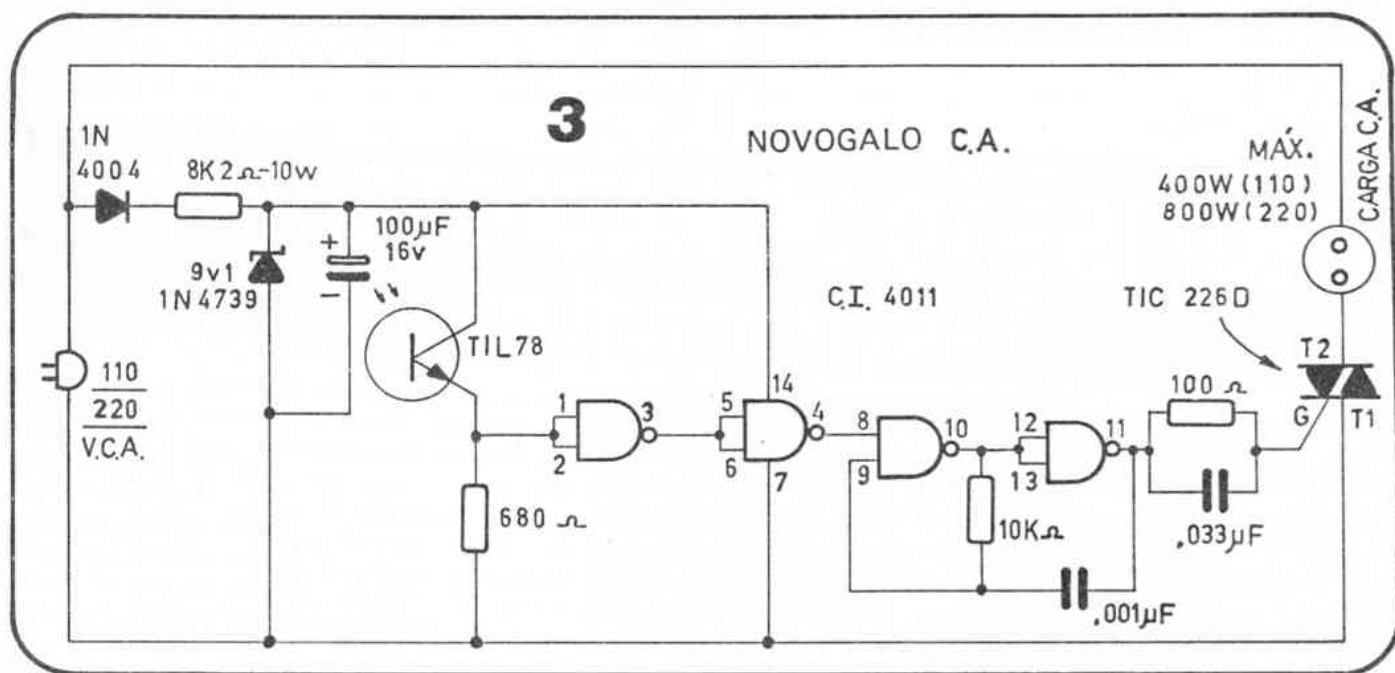 3
NOVOGALO C.A.
1N
4004
8K2Ω-10W
100µF
16v
+
-
9v1
1N4739
TIL78
110
220
V.C.A.
680Ω
1
2
3
5
6
14
4
7
C.I. 4011
8
9
10
12
13
11
10KΩ
.001µF
100Ω
.033µF
MÁX.
400W(110)
800W(220)
CARGA C.A.
TIC 226D
T2
G
T1